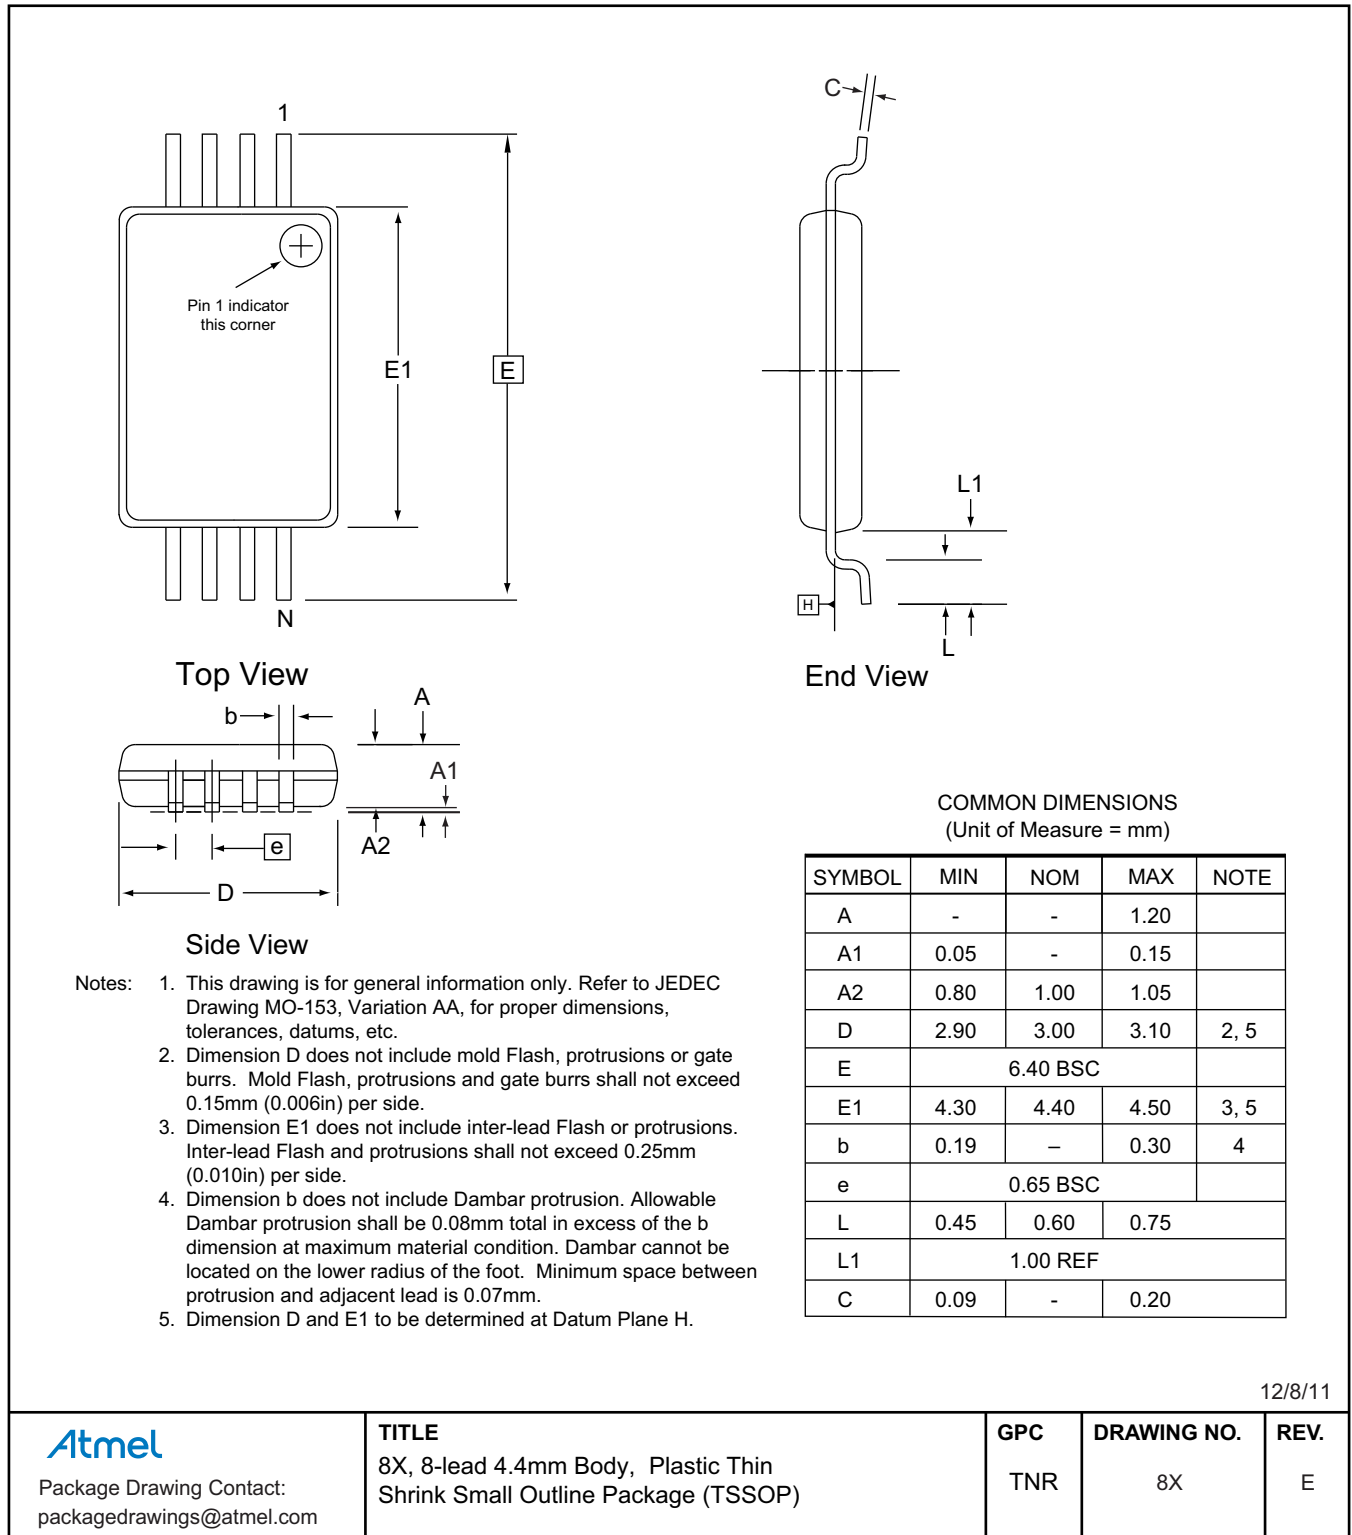 1
Pin 1 indicator
this corner
E1
E
N
Top View
C
L1
H
L
End View
b
A
A1
e
A2
D
Side View
COMMON DIMENSIONS
(Unit of Measure = mm)
SYMBOL MIN NOM MAX NOTE
A - - 1.20
A1 0.05 - 0.15
A2 0.80 1.00 1.05
D 2.90 3.00 3.10 2, 5
E 6.40 BSC
E1 4.30 4.40 4.50 3, 5
b 0.19 – 0.30 4
e 0.65 BSC
L 0.45 0.60 0.75
L1 1.00 REF
C 0.09 - 0.20
Notes: 1. This drawing is for general information only. Refer to JEDEC
Drawing MO-153, Variation AA, for proper dimensions,
tolerances, datums, etc.
2. Dimension D does not include mold Flash, protrusions or gate
burrs. Mold Flash, protrusions and gate burrs shall not exceed
0.15mm (0.006in) per side.
3. Dimension E1 does not include inter-lead Flash or protrusions.
Inter-lead Flash and protrusions shall not exceed 0.25mm
(0.010in) per side.
4. Dimension b does not include Dambar protrusion. Allowable
Dambar protrusion shall be 0.08mm total in excess of the b
dimension at maximum material condition. Dambar cannot be
located on the lower radius of the foot. Minimum space between
protrusion and adjacent lead is 0.07mm.
5. Dimension D and E1 to be determined at Datum Plane H.
12/8/11
Atmel
Package Drawing Contact:
packagedrawings@atmel.com
TITLE
8X, 8-lead 4.4mm Body, Plastic Thin
Shrink Small Outline Package (TSSOP)
GPC
TNR
DRAWING NO.
8X
REV.
E